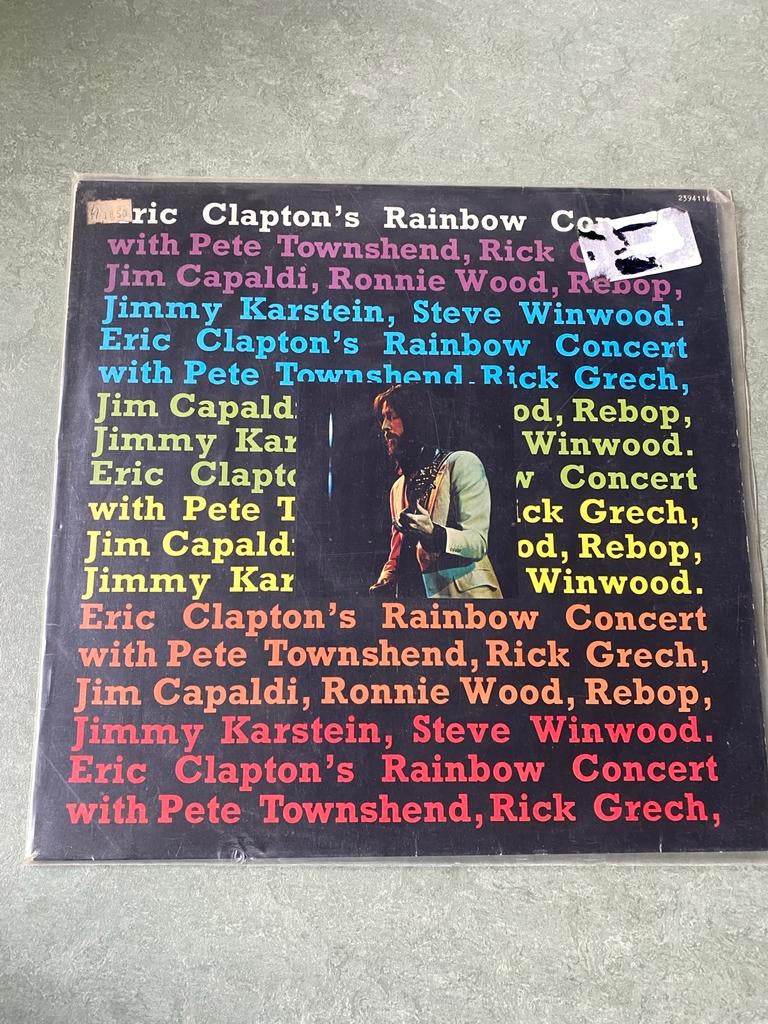 2394116
Eric Clapton's Rainbow
with Pete Townshend, Rick
Jim Capaldi, Ronnie Wood, Rebop,
Jimmy Karstein, Steve Winwood.
Eric Clapton's Rainbow Concert
with Pete Townshend, Rick Grech,
Jim Capald od, Rebop,
Jimmy Kar Winwood.
Eric Clapto w Concert
with Pete T ick Grech,
Jim Capald od, Rebop,
Jimmy Kar Winwood.
Eric Clapton's Rainbow Concert
with Pete Townshend, Rick Grech,
Jim Capaldi, Ronnie Wood, Rebop,
Jimmy Karstein, Steve Winwood.
Eric Clapton's Rainbow Concert
with Pete Townshend, Rick Grech,